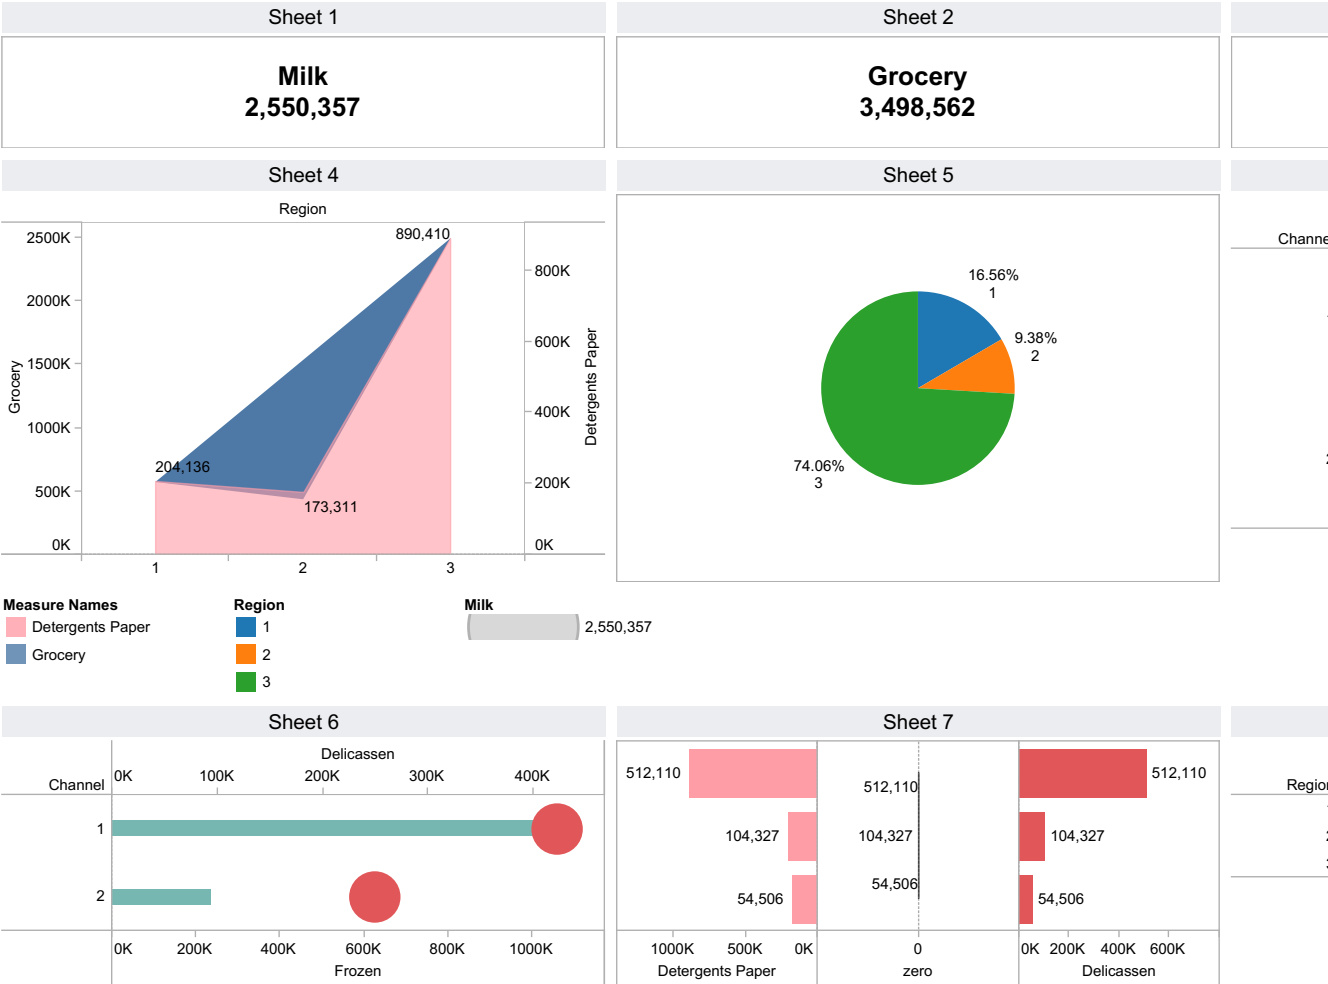 Sheet 1
Sheet 2
Milk
2,550,357
Grocery
3,498,562
Sheet 4
Sheet 5
Region
2500K
2000K
1500K
1000K
500K
0K
Grocery
890,410
204,136
173,311
800K
600K
400K
200K
0K
Detergents Paper
1 2 3
16.56%
1
9.38%
2
74.06%
3
Measure Names
Detergents Paper
Grocery
Region
1
2
3
Milk
2,550,357
Sheet 6
Sheet 7
Delicassen
Channel
0K 100K 200K 300K 400K
1
2
0K 200K 400K 600K 800K 1000K
Frozen
512,110 512,110 512,110
104,327 104,327 104,327
54,506 54,506 54,506
1000K 500K 0K 0 0K 200K 400K 600K
Detergents Paper zero Delicassen